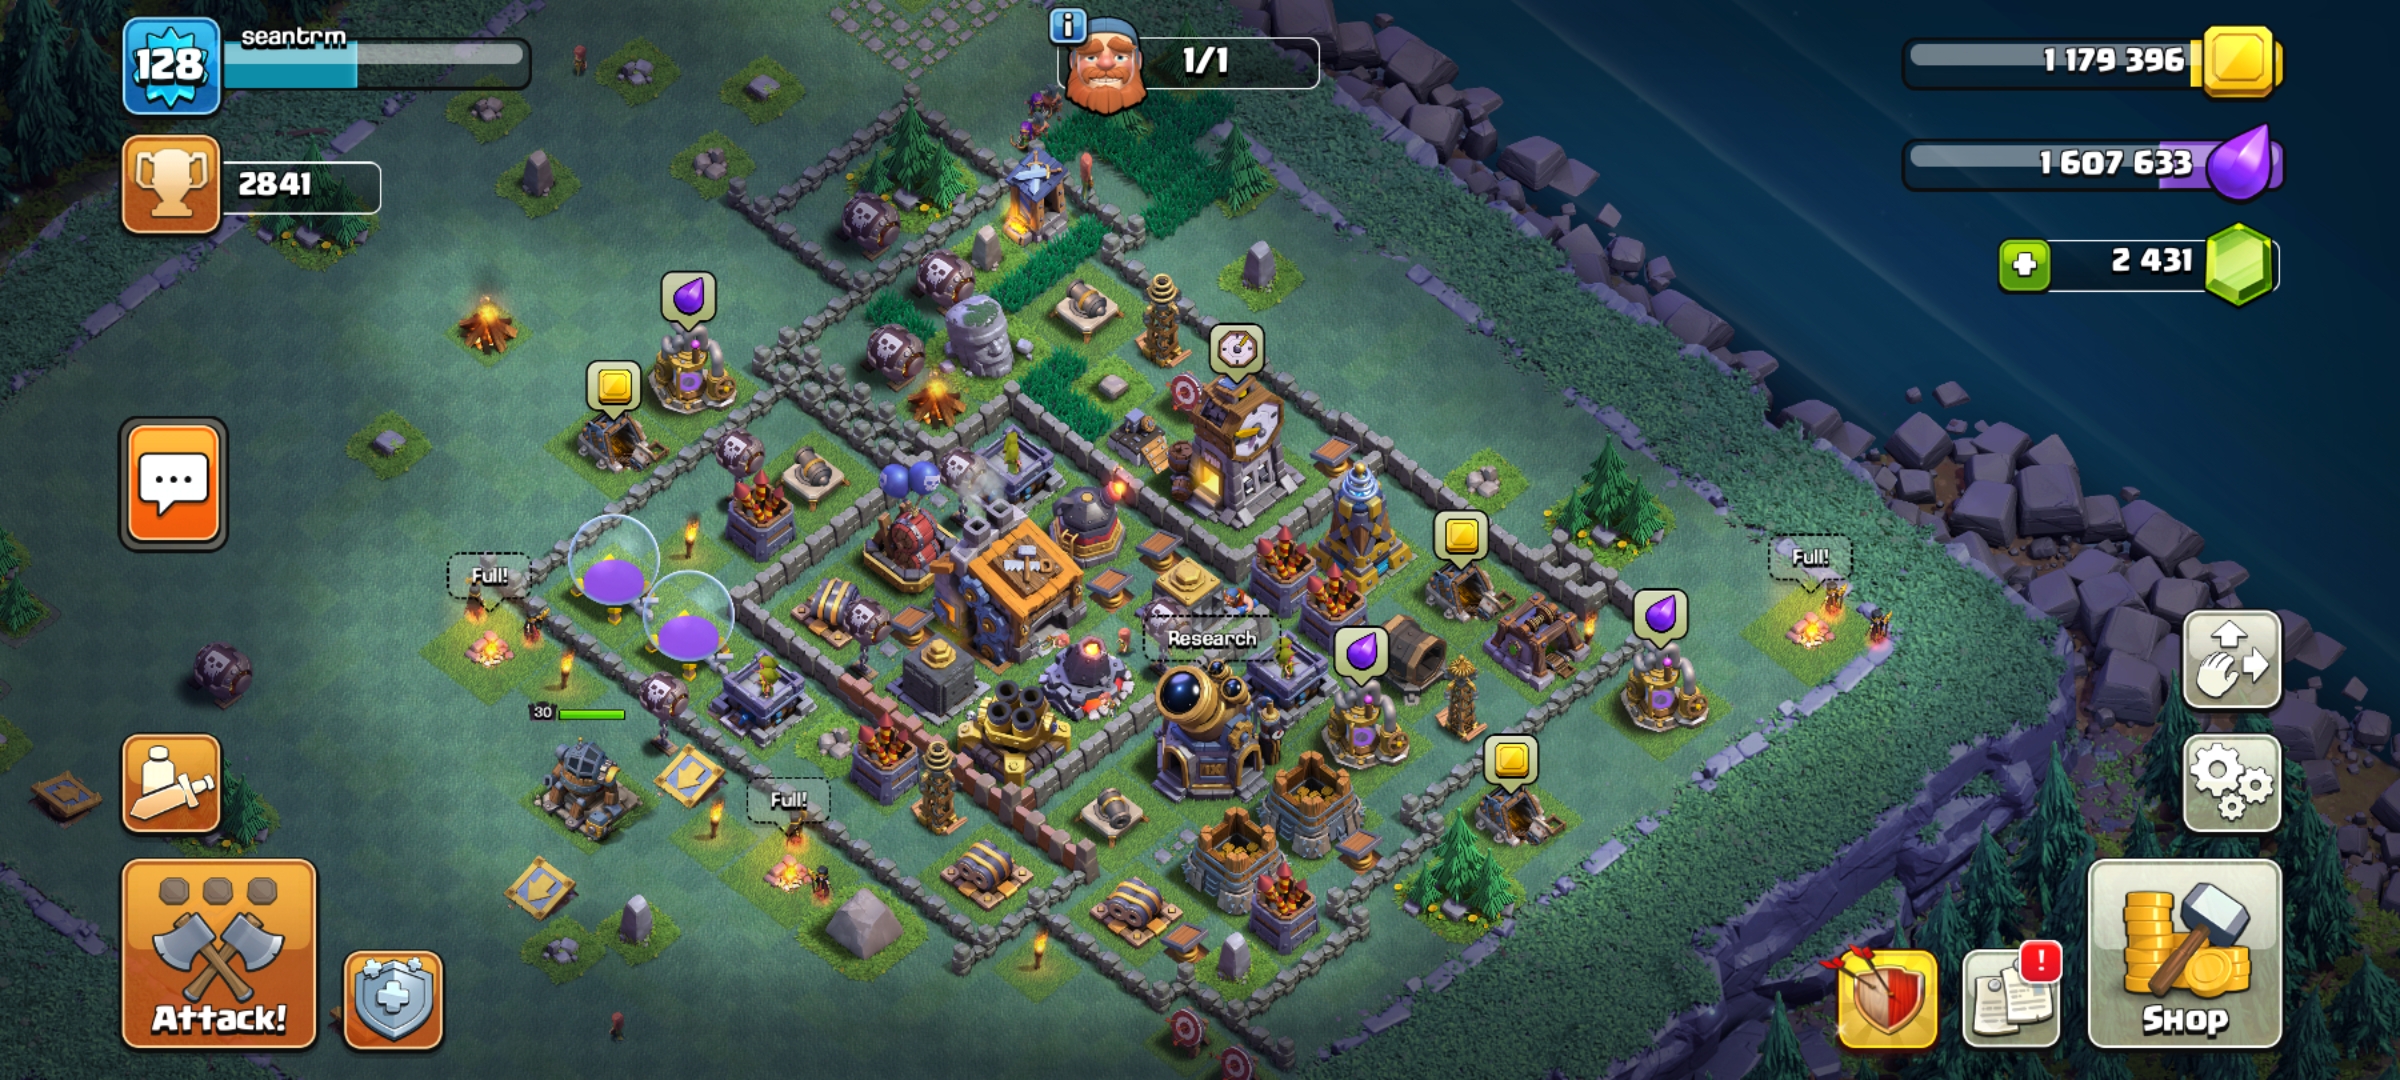 128
seantrm
i
1/1
1 179 396
2841
1 607 633
2 431
Full!
Full!
Research
30
Full!
IX
!
Attack!
Shop